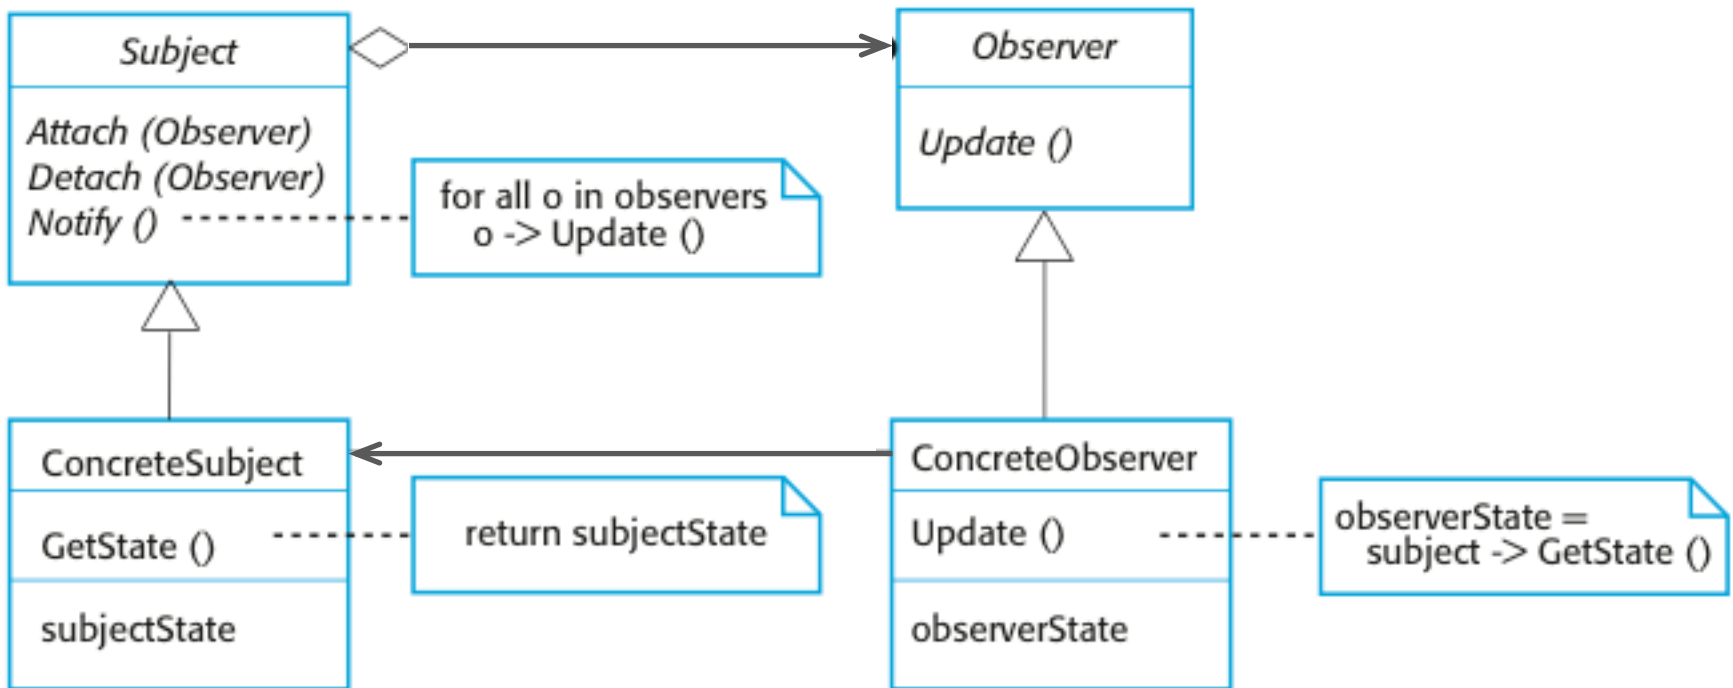 Subject
Attach (Observer)
Detach (Observer)
Notify ()
for all o in observers
o -> Update ()
Observer
Update ()
ConcreteSubject
GetState ()
subjectState
return subjectState
ConcreteObserver
Update ()
observerState
observerState =
subject -> GetState ()